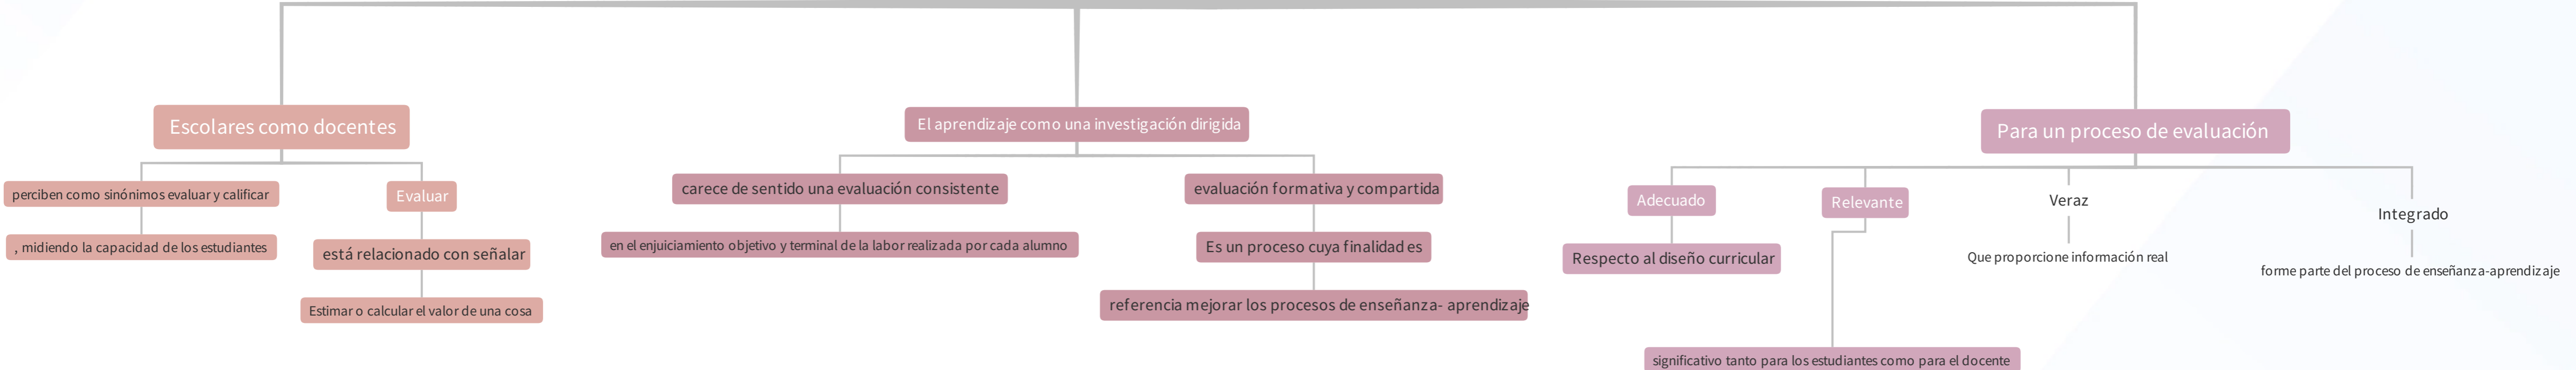 Escolares como docentes
perciben como sinónimos evaluar y calificar
, midiendo la capacidad de los estudiantes
Evaluar
está relacionado con señalar
Estimar o calcular el valor de una cosa
El aprendizaje como una investigación dirigida
carece de sentido una evaluación consistente
en el enjuiciamiento objetivo y terminal de la labor realizada por cada alumno
evaluación formativa y compartida
Es un proceso cuya finalidad es
referencia mejorar los procesos de enseñanza- aprendizaje
Para un proceso de evaluación
Adecuado
Respecto al diseño curricular
Relevante
significativo tanto para los estudiantes como para el docente
Veraz
Que proporcione información real
Integrado
forme parte del proceso de enseñanza-aprendizaje